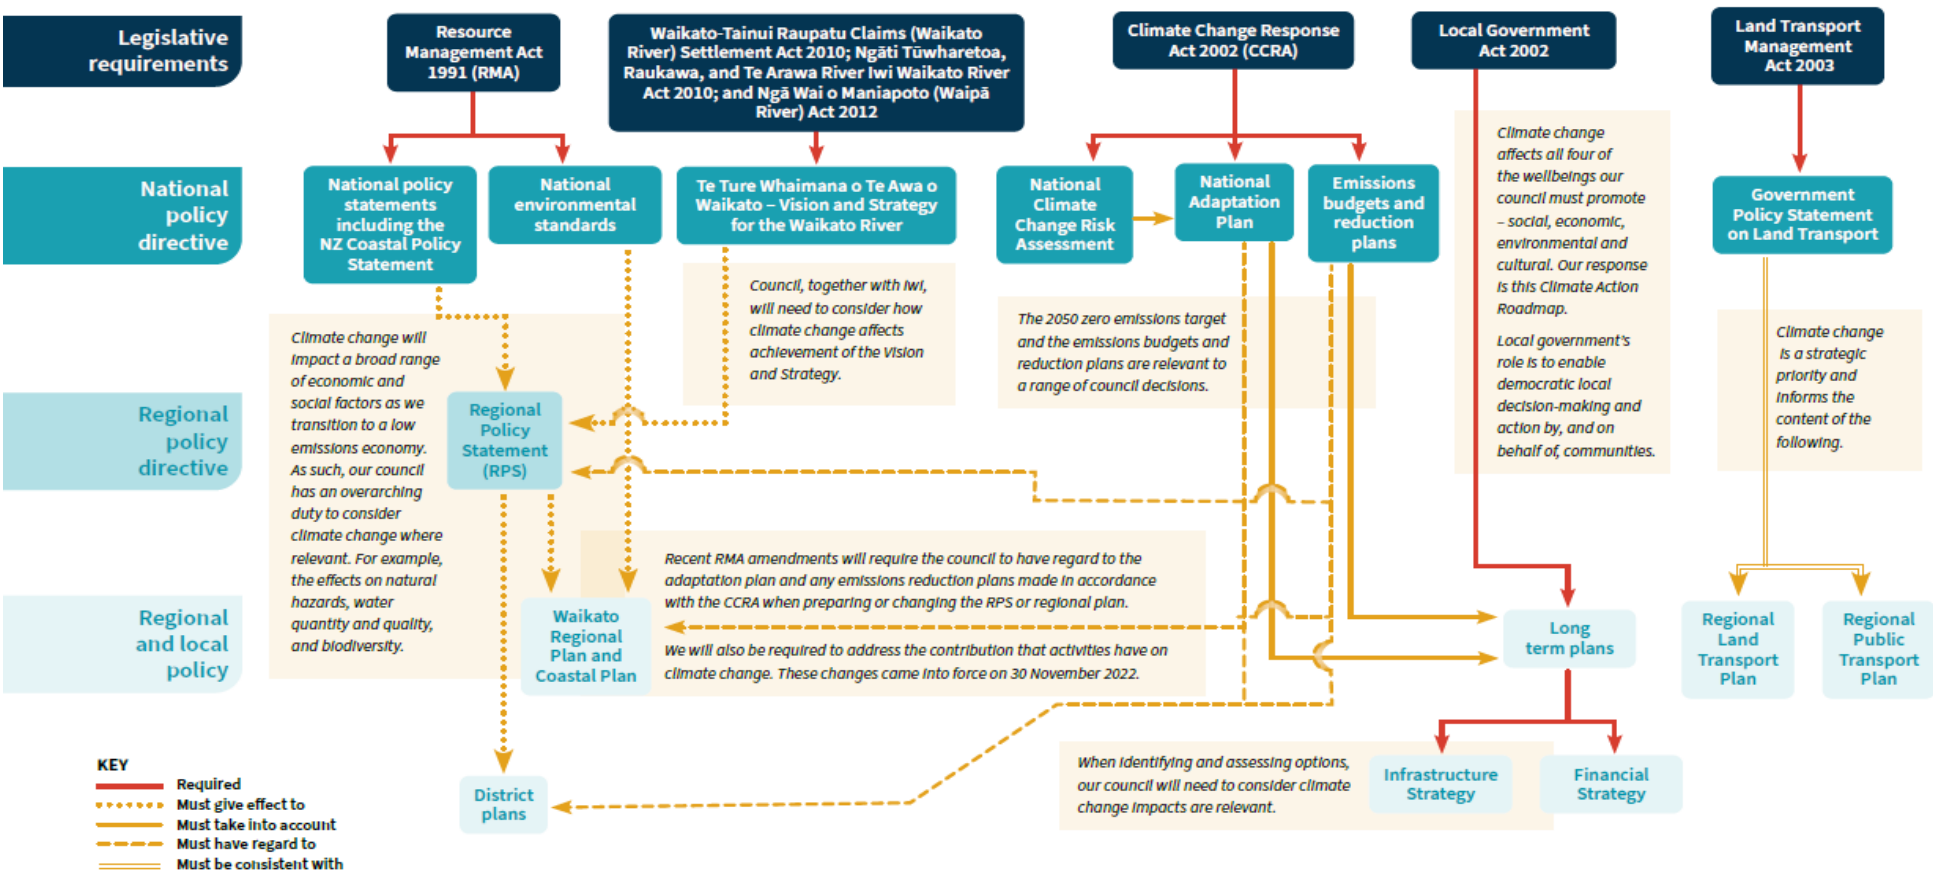 Legislative
requirements
Resource
Management Act
1991 (RMA)
Waikato-Tainui Raupatu Claims (Waikato
River) Settlement Act 2010; Ngāti Tūwharetoa,
Raukawa, and Te Arawa River Iwi Waikato River
Act 2010; and Ngā Wai o Maniapoto (Waipā
River) Act 2012
Climate Change Response
Act 2002 (CCRA)
Local Government
Act 2002
Land Transport
Management
Act 2003
National
policy
directive
National policy
statements
including the
NZ Coastal Policy
Statement
National
environmental
standards
Te Ture Whaimana o Te Awa o
Waikato – Vision and Strategy
for the Waikato River
National
Climate
Change Risk
Assessment
National
Adaptation
Plan
Emissions
budgets and
reduction
plans
Climate change
affects all four of
the wellbeings our
council must promote
– social, economic,
environmental and
cultural. Our response
is this Climate Action
Roadmap.
Local government's
role is to enable
democratic local
decision-making and
action by, and on
behalf of, communities.
Government
Policy Statement
on Land Transport
Climate change will
impact a broad range
of economic and
social factors as we
transition to a low
emissions economy.
As such, our council
has an overarching
duty to consider
climate change where
relevant. For example,
the effects on natural
hazards, water
quantity and quality,
and biodiversity.
Council, together with iwi,
will need to consider how
climate change affects
achievement of the Vision
and Strategy.
The 2050 zero emissions target
and the emissions budgets and
reduction plans are relevant to
a range of council decisions.
Climate change
is a strategic
priority and
informs the
content of the
following.
Regional
policy
directive
Regional
Policy
Statement
(RPS)
Recent RMA amendments will require the council to have regard to the
adaptation plan and any emissions reduction plans made in accordance
with the CCRA when preparing or changing the RPS or regional plan.
We will also be required to address the contribution that activities have on
climate change. These changes came into force on 30 November 2022.
Regional
and local
policy
Waikato
Regional
Plan and
Coastal Plan
Long
term plans
Regional
Land
Transport
Plan
Regional
Public
Transport
Plan
District
plans
When identifying and assessing options,
our council will need to consider climate
change impacts are relevant.
Infrastructure
Strategy
Financial
Strategy
KEY
Required
Must give effect to
Must take into account
Must have regard to
Must be consistent with